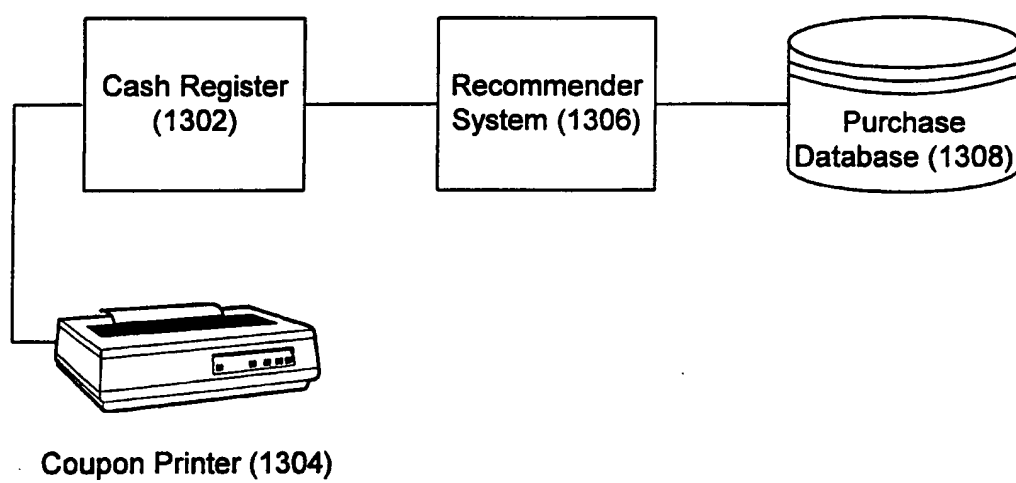 Cash Register
(1302)
Recommender
System (1306)
Purchase
Database (1308)
Coupon Printer (1304)